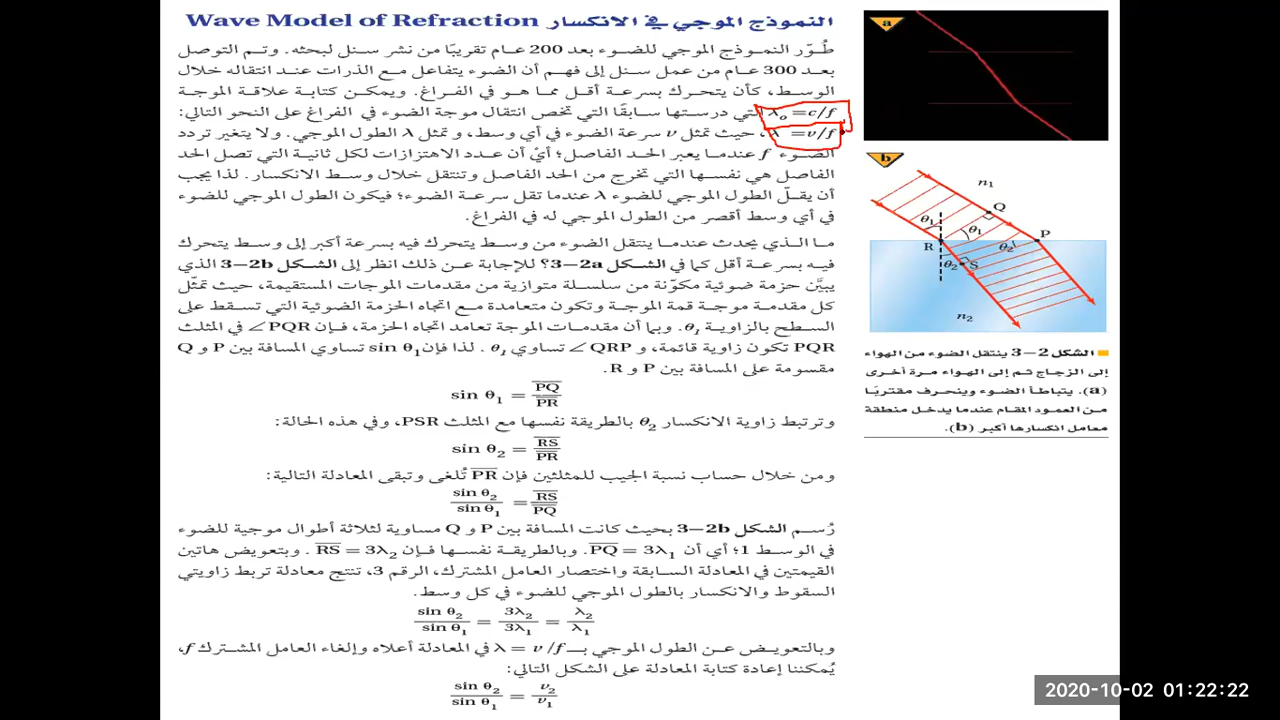 النموذج الموجي في الانكسار Wave Model of Refraction
طُوّر النموذج الموجي للضوء بعد 200 عام تقريبًا من نشر سنل لبحثه. وتم التوصل
بعد 300 عام من عمل سنل إلى فهم أن الضوء يتفاعل مع الذرات عند انتقاله خلال
الوسط، كأن يتحرك بسرعة أقل مما هو في الفراغ. ويمكن كتابة علاقة الموجة
λ₀ = c/f التي درستها سابقًا التي تخص انتقال موجة الضوء في الفراغ على النحو التالي:
λ = v/f، حيث تمثل v سرعة الضوء في أي وسط، وتمثل λ الطول الموجي. ولا يتغير تردد
الضوء f عندما يعبر الحد الفاصل؛ أيْ أن عدد الاهتزازات لكل ثانية التي تصل الحد
الفاصل هي نفسها التي تخرج من الحد الفاصل وتنتقل خلال وسط الانكسار. لذا يجب
أن يقلّ الطول الموجي للضوء λ عندما تقل سرعة الضوء؛ فيكون الطول الموجي للضوء
في أي وسط أقصر من الطول الموجي له في الفراغ.
ما الذي يحدث عندما ينتقل الضوء من وسط يتحرك فيه بسرعة أكبر إلى وسط يتحرك
فيه بسرعة أقل كما في الشكل 3-2a؟ للإجابة عن ذلك انظر إلى الشكل 3-2b الذي
يبيَّن حزمة ضوئية مكوّنة من سلسلة متوازية من مقدمات الموجات المستقيمة، حيث تمثّل
كل مقدمة موجة قمة الموجة وتكون متعامدة مع اتجاه الحزمة الضوئية التي تسقط على
السطح بالزاوية θ₁. وبما أن مقدمات الموجة تعامد اتجاه الحزمة، فإن PQR∠ في المثلث
PQR تكون زاوية قائمة، و QRP∠ تساوي θ₁. لذا فإن sin θ₁ تساوي المسافة بين P و Q
مقسومة على المسافة بين P و R.
sin θ₁ = PQ/PR
وترتبط زاوية الانكسار θ₂ بالطريقة نفسها مع المثلث PSR، وفي هذه الحالة:
sin θ₂ = RS/PR
ومن خلال حساب نسبة الجيب للمثلثين فإن PR تُلغى وتبقى المعادلة التالية:
sin θ₂/sin θ₁ = RS/PQ
رُسم الشكل 3-2b بحيث كانت المسافة بين P و Q مساوية لثلاثة أطوال موجية للضوء
في الوسط 1؛ أي أن PQ = 3λ₁. وبالطريقة نفسها فإن RS = 3λ₂. وبتعويض هاتين
القيمتين في المعادلة السابقة واختصار العامل المشترك، الرقم 3، تنتج معادلة تربط زاويتي
السقوط والانكسار بالطول الموجي للضوء في كل وسط.
sin θ₂/sin θ₁ = 3λ₂/3λ₁ = λ₂/λ₁
وبالتعويض عن الطول الموجي بـ λ = v/f في المعادلة أعلاه وإلغاء العامل المشترك f،
يُمكننا إعادة كتابة المعادلة على الشكل التالي:
sin θ₂/sin θ₁ = v₂/v₁
a
b
n₁
Q
θ₁
θ₁
P
θ₂
R
θ₂
S
n₂
الشكل 2-3 ينتقل الضوء من الهواء
إلى الزجاج ثم إلى الهواء مرة أخرى
(a). يتباطأ الضوء وينحرف مقتربًا
من العمود المقام عندما يدخل منطقة
معامل انكسارها أكبر (b).
2020-10-02 01:22:22